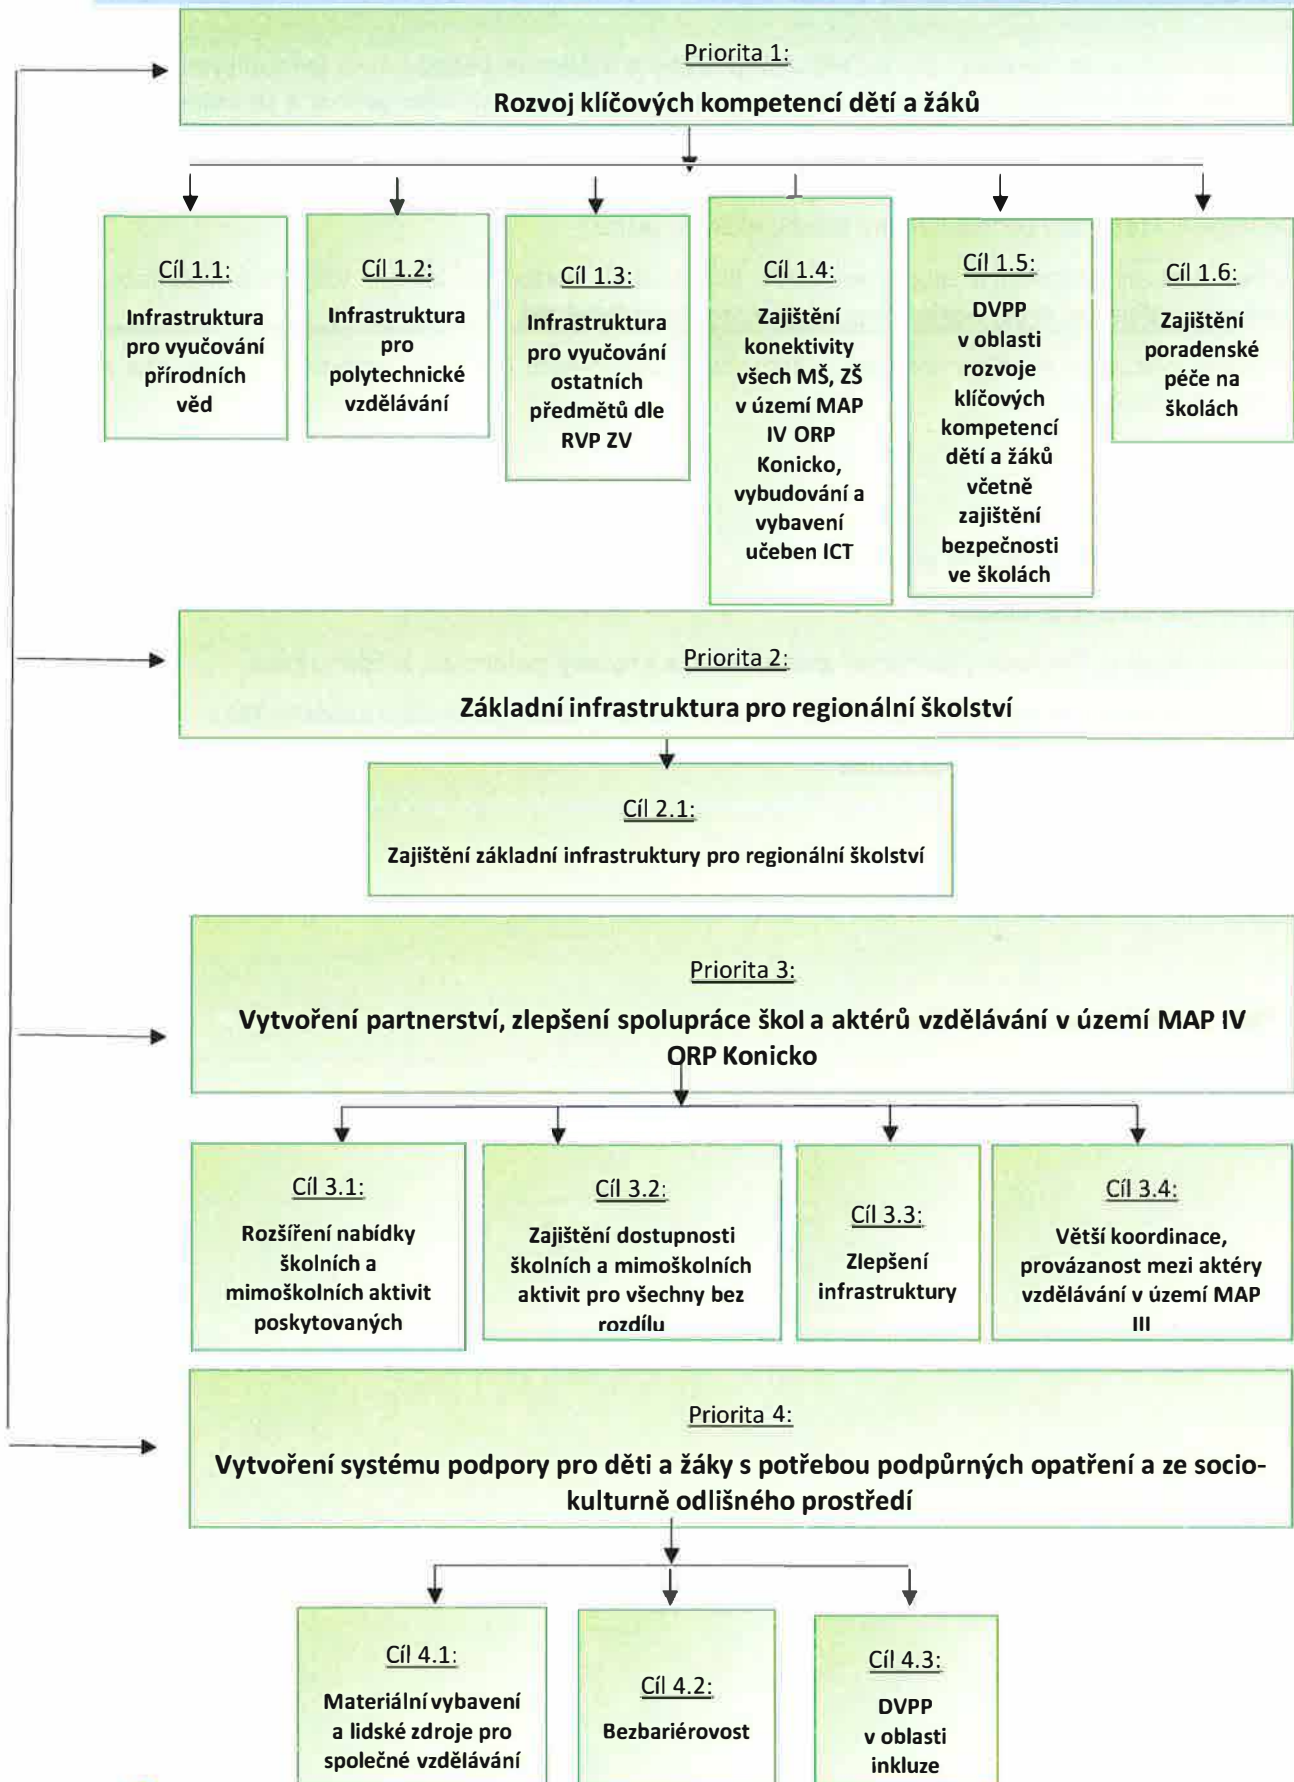 Priorita 1:
Rozvoj klíčových kompetencí dětí a žáků
Cíl 1.1:
Infrastruktura
pro vyučování
přírodních
věd
Cíl 1.2:
Infrastruktura
pro
polytechnické
vzdělávání
Cíl 1.3:
Infrastruktura
pro vyučování
ostatních
předmětů dle
RVP ZV
Cíl 1.4:
Zajištění
konektivity
všech MŠ, ZŠ
v území MAP
IV ORP
Konicko,
vybudování a
vybavení
učeben ICT
Cíl 1.5:
DVPP
v oblasti
rozvoje
klíčových
kompetencí
dětí a žáků
včetně
zajištění
bezpečnosti
ve školách
Cíl 1.6:
Zajištění
poradenské
péče na
školách
Priorita 2:
Základní infrastruktura pro regionální školství
Cíl 2.1:
Zajištění základní infrastruktury pro regionální školství
Priorita 3:
Vytvoření partnerství, zlepšení spolupráce škol a aktérů vzdělávání v území MAP IV
ORP Konicko
Cíl 3.1:
Rozšíření nabídky
školních a
mimoškolních aktivit
poskytovaných
Cíl 3.2:
Zajištění dostupnosti
školních a mimoškolních
aktivit pro všechny bez
rozdílu
Cíl 3.3:
Zlepšení
infrastruktury
Cíl 3.4:
Větší koordinace,
provázanost mezi aktéry
vzdělávání v území MAP
III
Priorita 4:
Vytvoření systému podpory pro děti a žáky s potřebou podpůrných opatření a ze socio-
kulturně odlišného prostředí
Cíl 4.1:
Materiální vybavení
a lidské zdroje pro
společné vzdělávání
Cíl 4.2:
Bezbariérovost
Cíl 4.3:
DVPP
v oblasti
inkluze